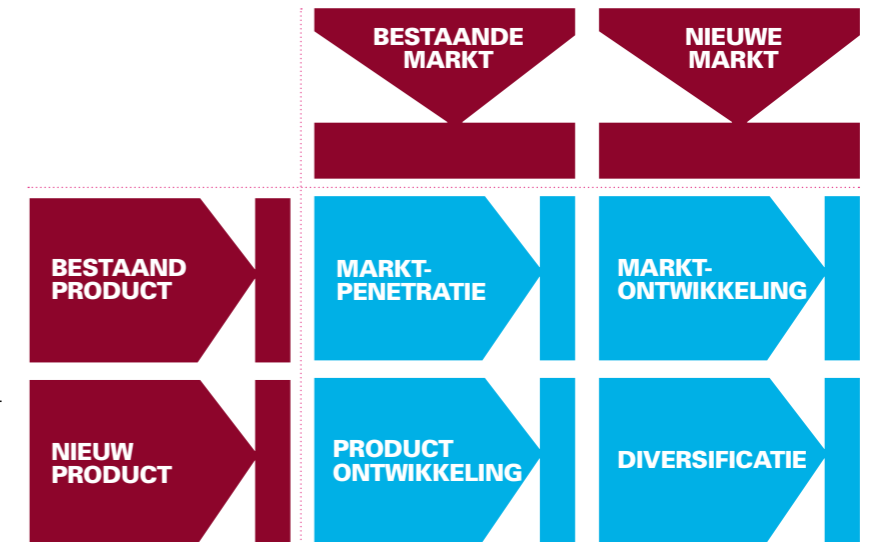 BESTAANDE
MARKT
NIEUWE
MARKT
BESTAAND
PRODUCT
MARKT-
PENETRATIE
MARKT-
ONTWIKKELING
NIEUW
PRODUCT
PRODUCT
ONTWIKKELING
DIVERSIFICATIE